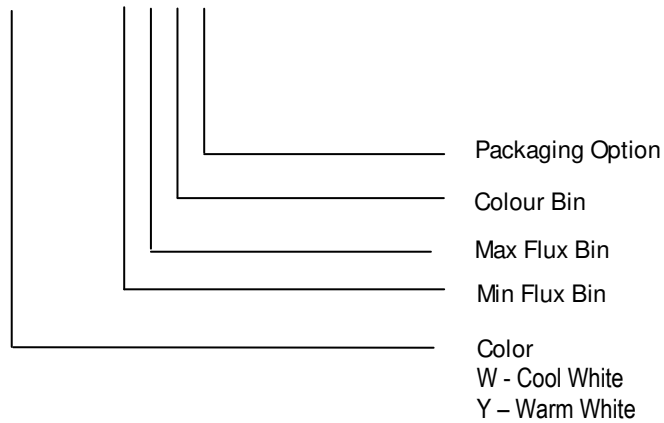 Packaging Option
Colour Bin
Max Flux Bin
Min Flux Bin
Color
W - Cool White
Y – Warm White